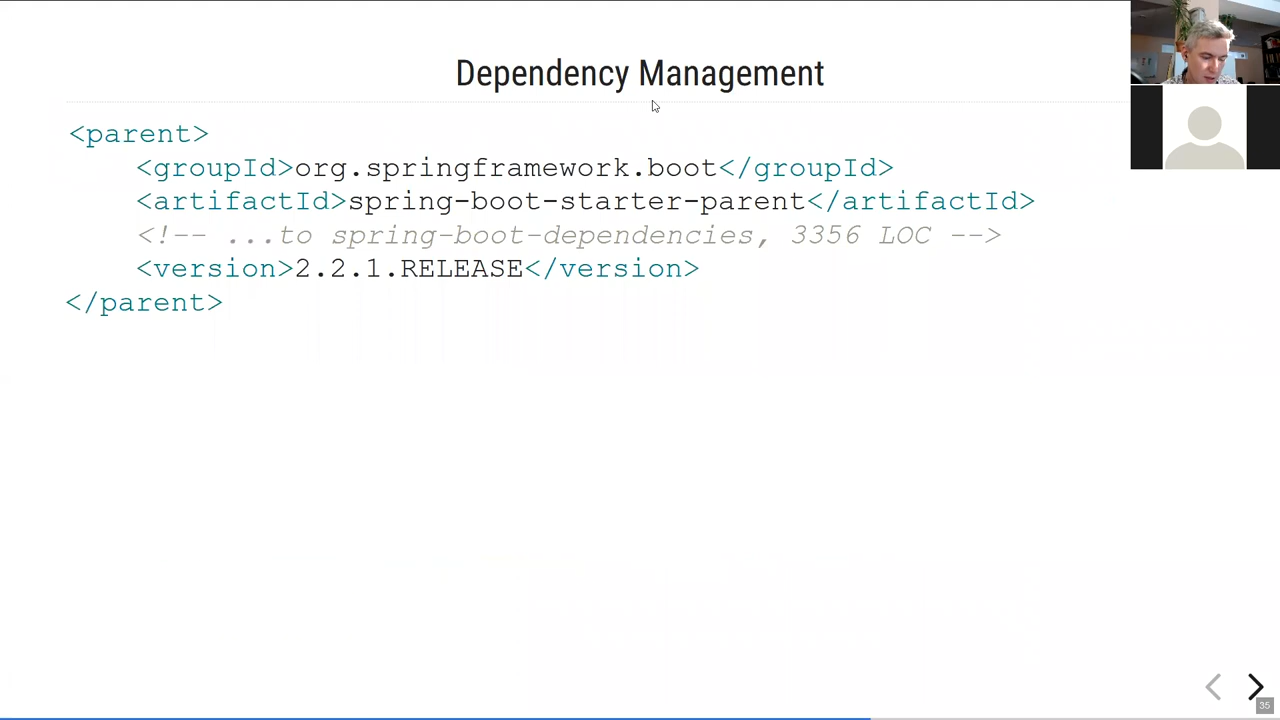 Dependency Management
<parent>
<groupId>org.springframework.boot</groupId>
<artifactId>spring-boot-starter-parent</artifactId>
<!-- ...to spring-boot-dependencies, 3356 LOC -->
<version>2.2.1.RELEASE</version>
</parent>
35